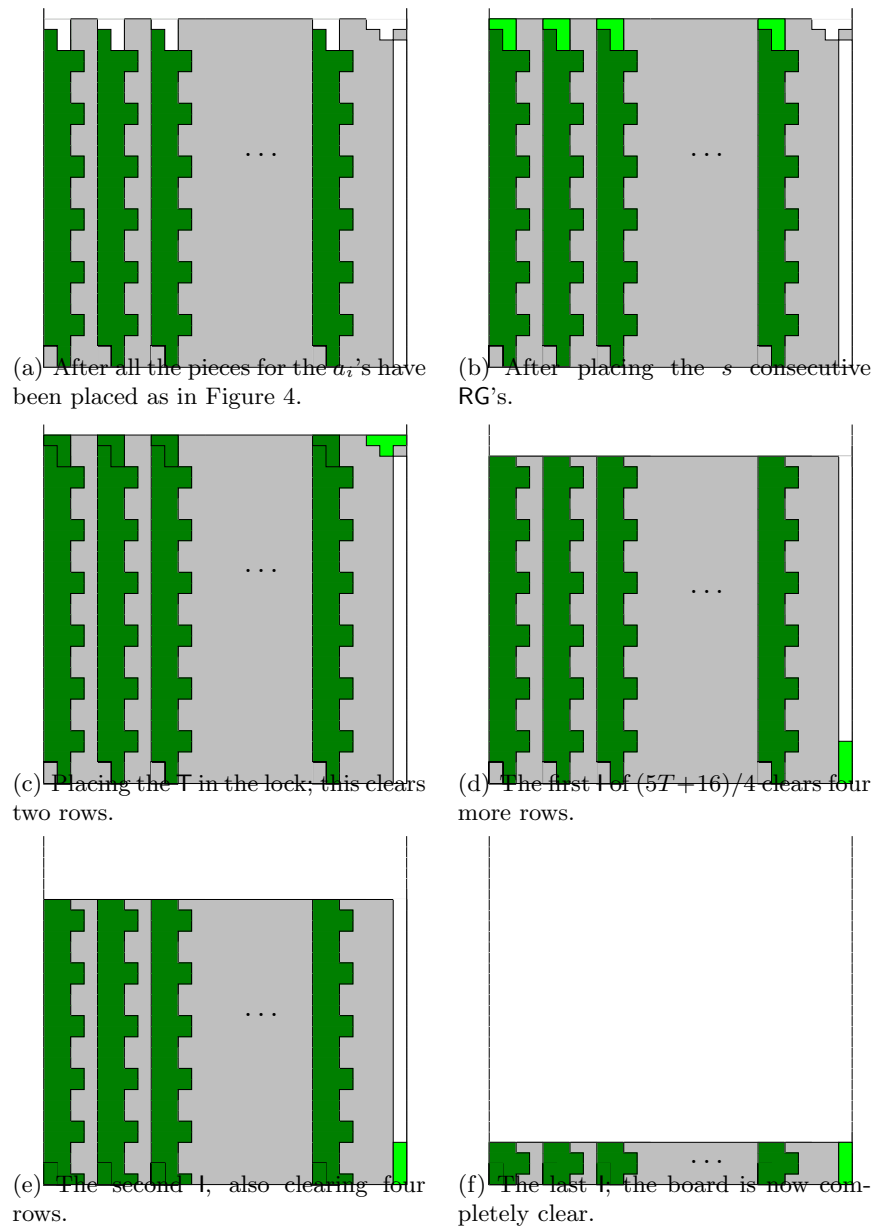 ...
...
(a) After all the pieces for the aᵢ's have
been placed as in Figure 4.
(b) After placing the s consecutive
RG's.
...
...
(c) Placing the T in the lock; this clears
two rows.
(d) The first I of (5T+16)/4 clears four
more rows.
...
...
(e) The second I, also clearing four
rows.
(f) The last I; the board is now com-
pletely clear.